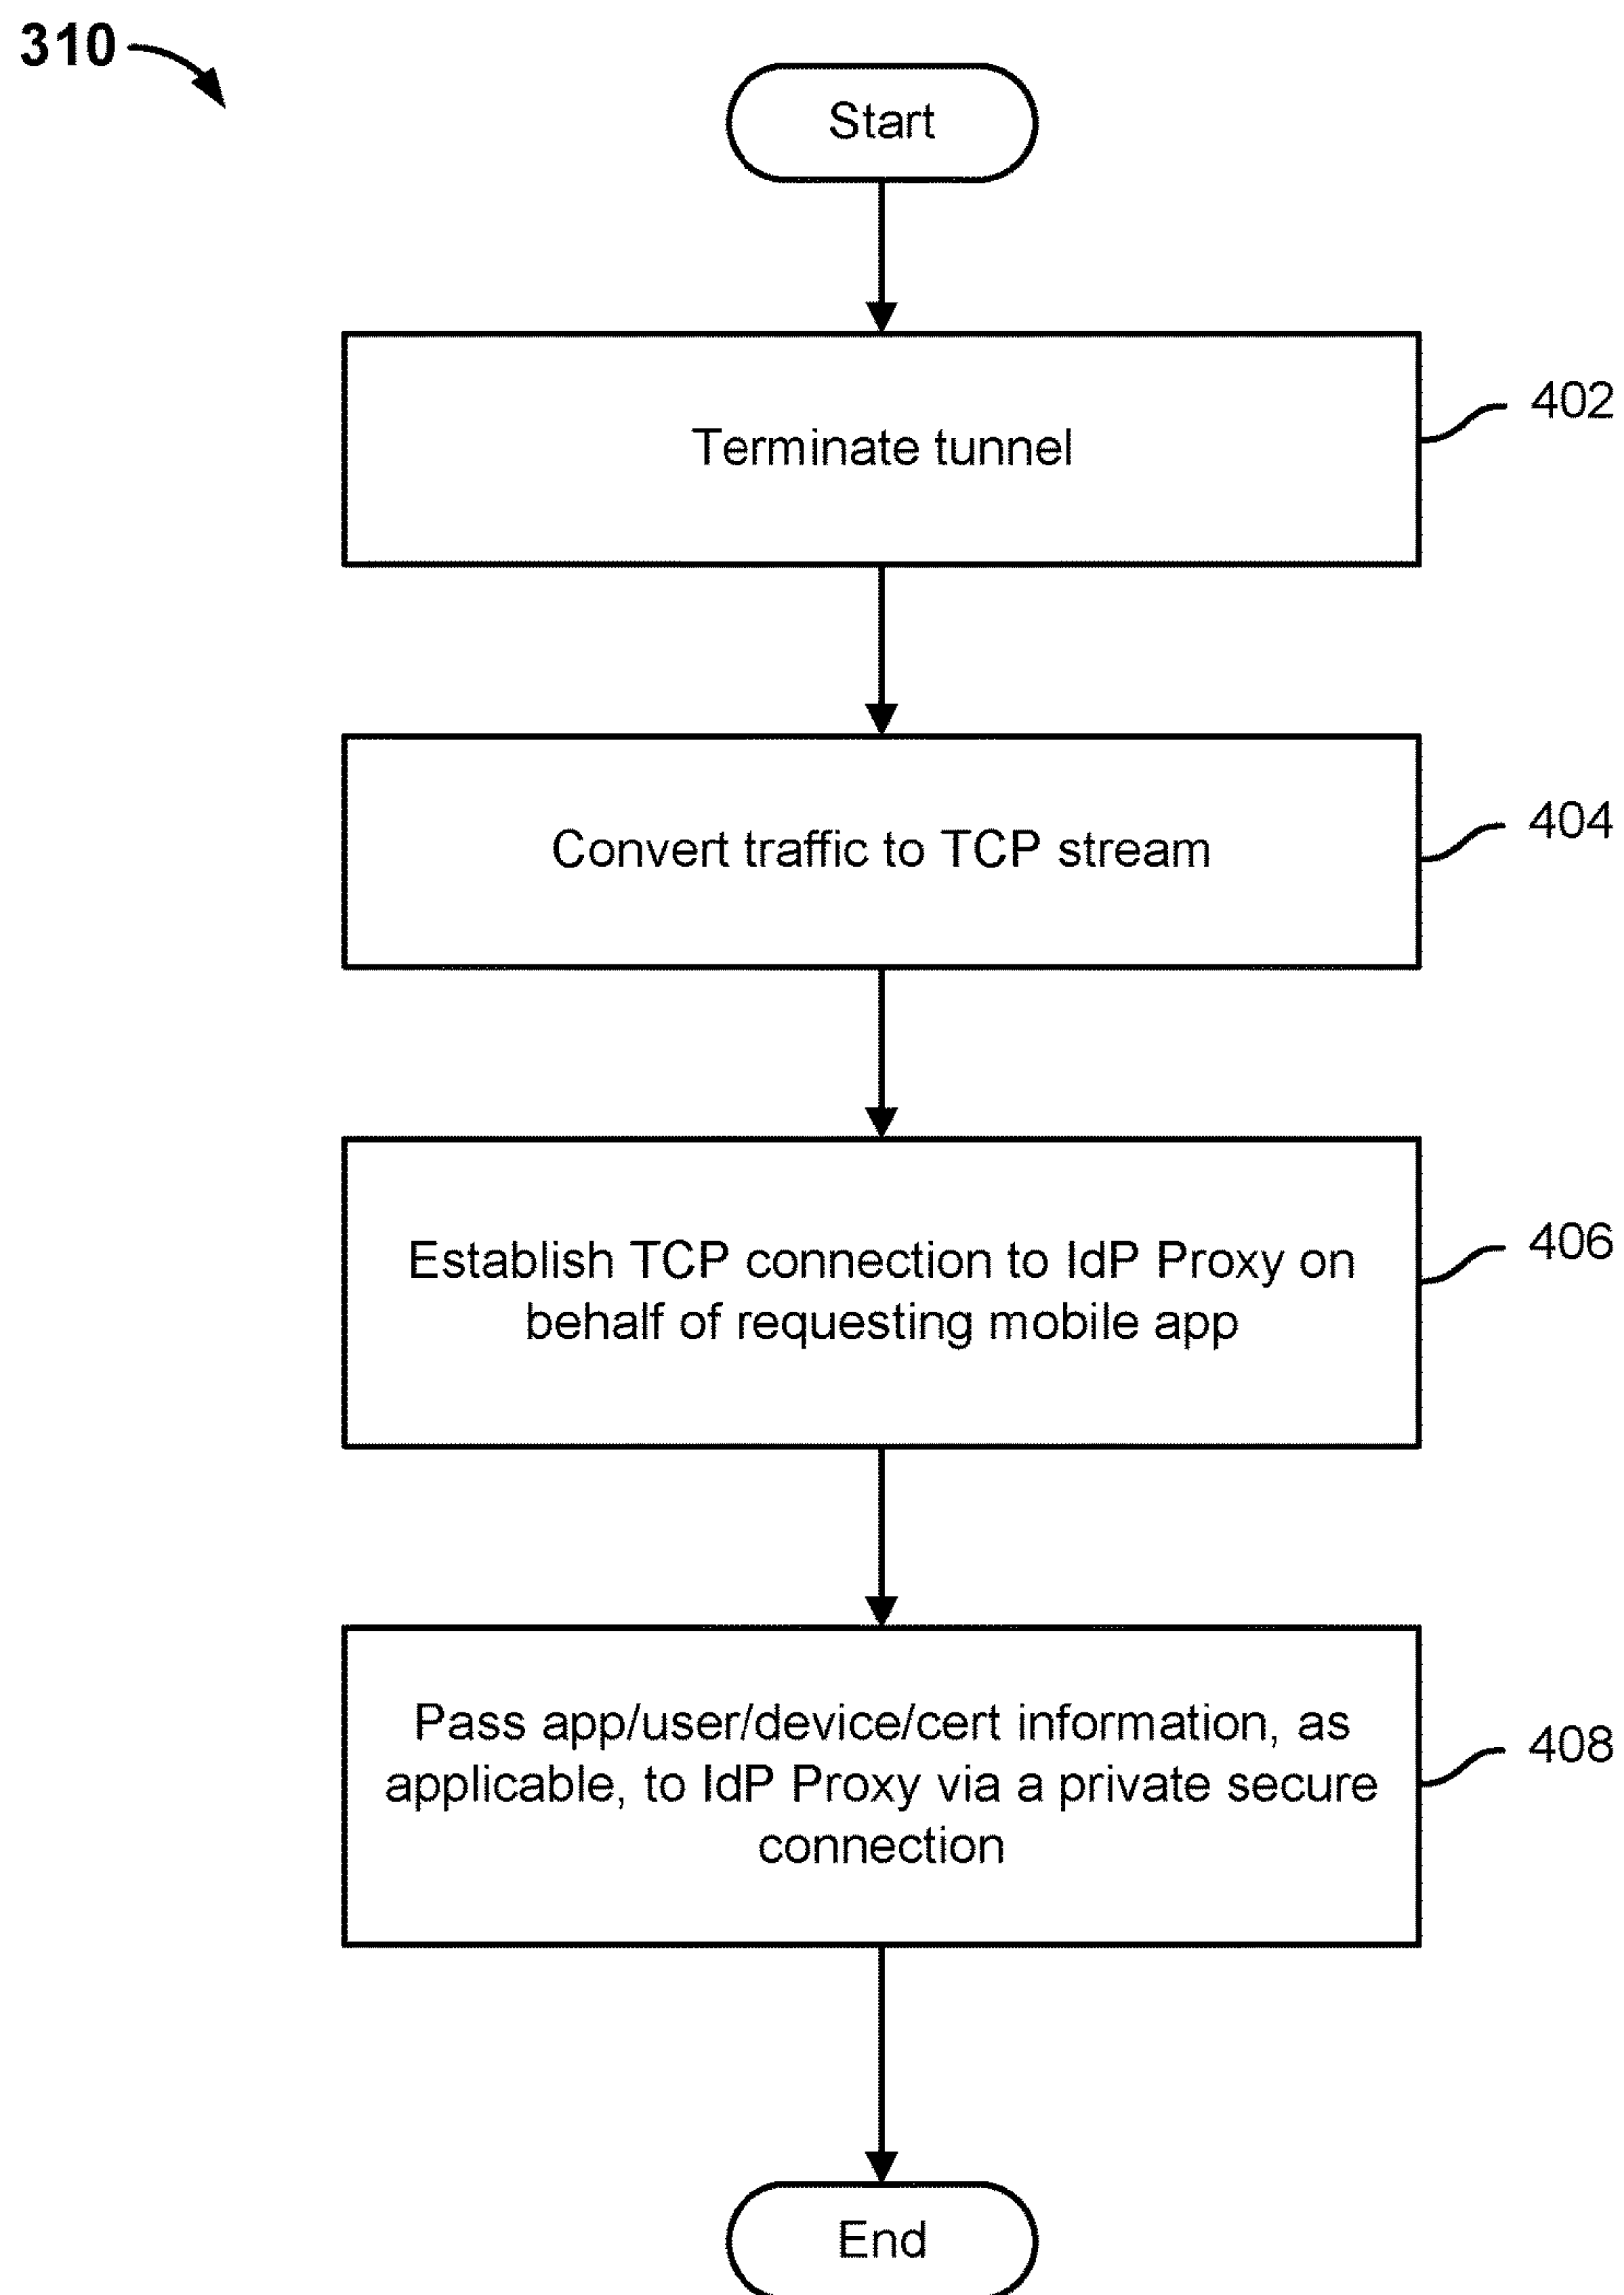 310
Start
Terminate tunnel
402
Convert traffic to TCP stream
404
Establish TCP connection to IdP Proxy on
behalf of requesting mobile app
406
Pass app/user/device/cert information, as
applicable, to IdP Proxy via a private secure
connection
408
End